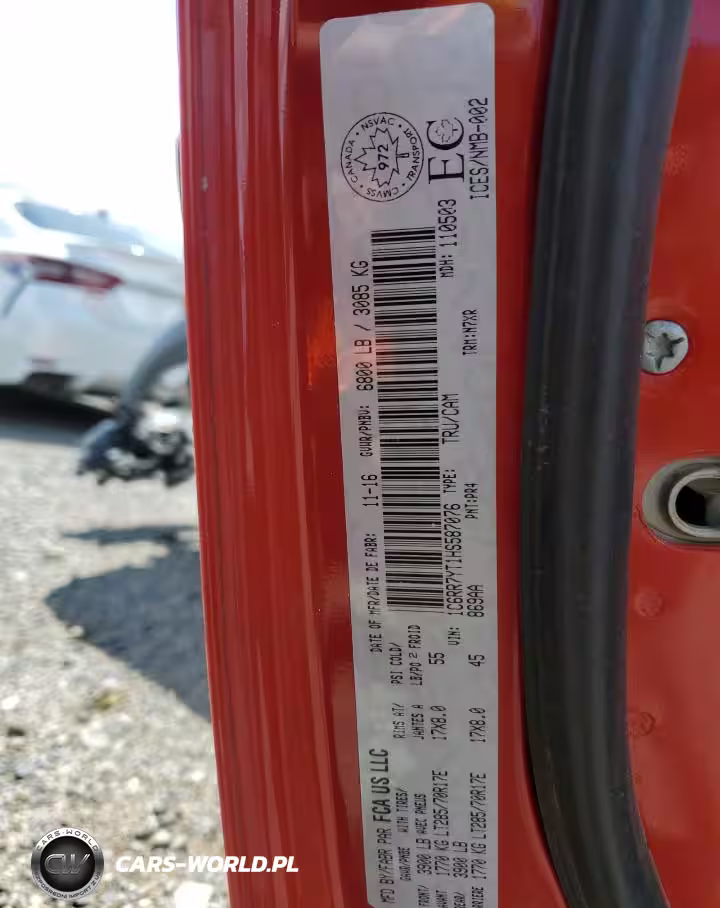 MFD BY/FABR PAR FCA US LLC
DATE OF MFR/DATE DE FABR: 11-16 GVWR/PNBV: 6800 LB / 3085 KG
GWWR/PNBE WITH TIRES/ RIMS AT/ PSI COLD/
AVEC PNEUS JANTES A LB/PO 2 FROID
FRONT/ 3900 LB
AVANT 1770 KG LT285/70R17E 17X8.0 55
REAR/ 3900 LB
ARRIERE 1770 KG LT285/70R17E 17X8.0 45
VIN: 1C6RR7YT1HS587076 TYPE: TRU/CAM MDH: 110503
869AA PNT:PR4 TRM:N7XR
CANADA • NSVAC • TRANSPORT • CMVSS
972
EC
ICES/NMB-002
CW
CARS-WORLD.PL